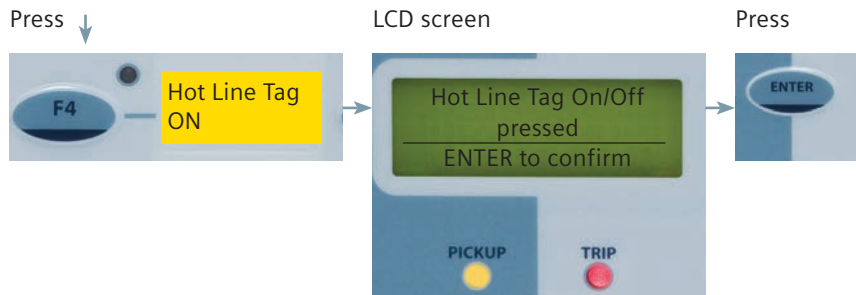 Press
LCD screen
Press
F4
Hot Line Tag
ON
Hot Line Tag On/Off
pressed
ENTER to confirm
PICKUP
TRIP
ENTER